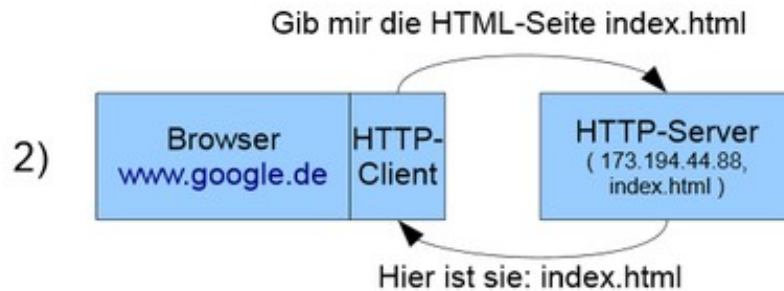 Gib mir die HTML-Seite index.html
2)
Browser
www.google.de
HTTP-
Client
HTTP-Server
( 173.194.44.88,
index.html )
Hier ist sie: index.html